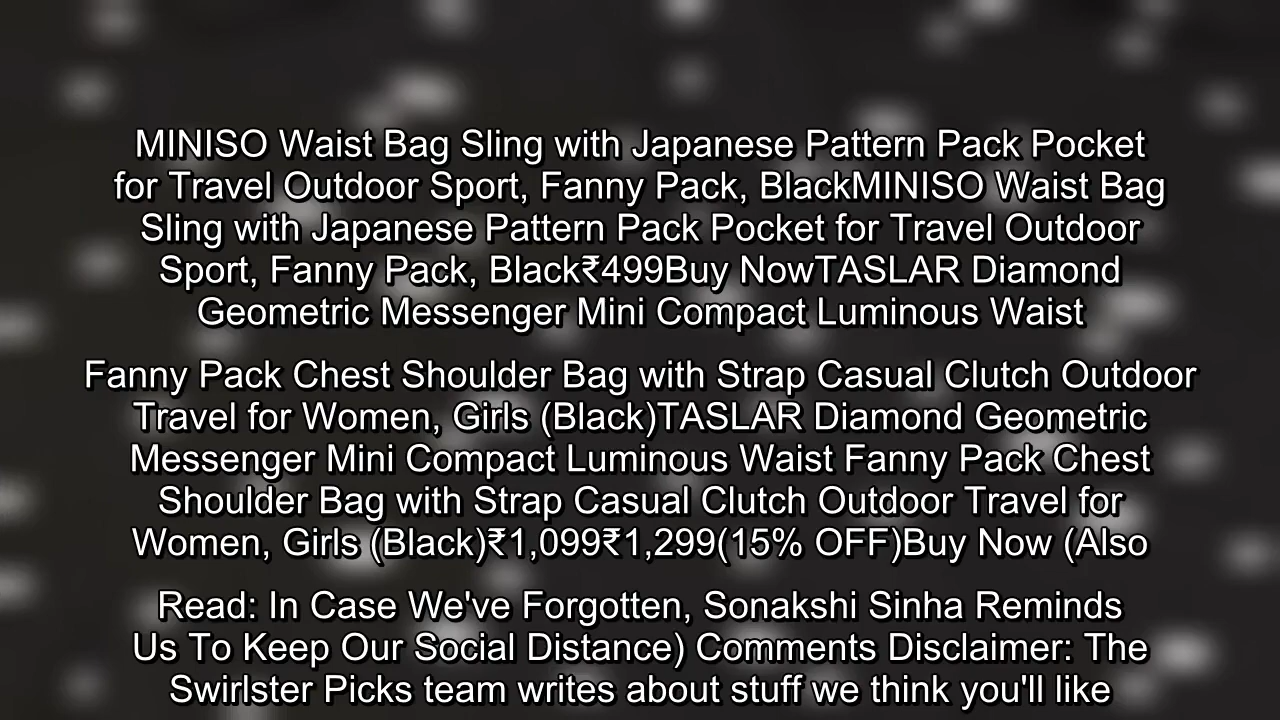 MINISO Waist Bag Sling with Japanese Pattern Pack Pocket
for Travel Outdoor Sport, Fanny Pack, BlackMINISO Waist Bag
Sling with Japanese Pattern Pack Pocket for Travel Outdoor
Sport, Fanny Pack, Black₹499Buy NowTASLAR Diamond
Geometric Messenger Mini Compact Luminous Waist
Fanny Pack Chest Shoulder Bag with Strap Casual Clutch Outdoor
Travel for Women, Girls (Black)TASLAR Diamond Geometric
Messenger Mini Compact Luminous Waist Fanny Pack Chest
Shoulder Bag with Strap Casual Clutch Outdoor Travel for
Women, Girls (Black)₹1,099₹1,299(15% OFF)Buy Now (Also
Read: In Case We've Forgotten, Sonakshi Sinha Reminds
Us To Keep Our Social Distance) Comments Disclaimer: The
Swirlster Picks team writes about stuff we think you'll like